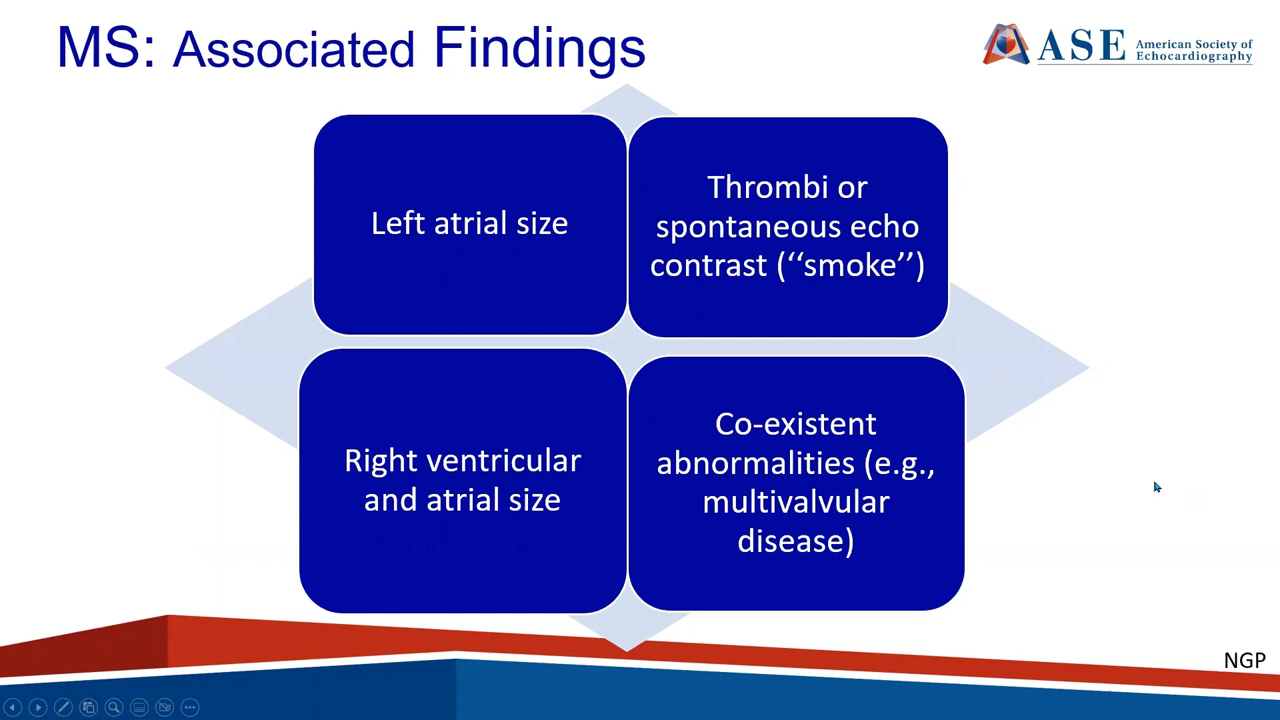 MS: Associated Findings
ASE American Society of
Echocardiography
Left atrial size
Thrombi or
spontaneous echo
contrast (‘‘smoke’’)
Right ventricular
and atrial size
Co-existent
abnormalities (e.g.,
multivalvular
disease)
NGP